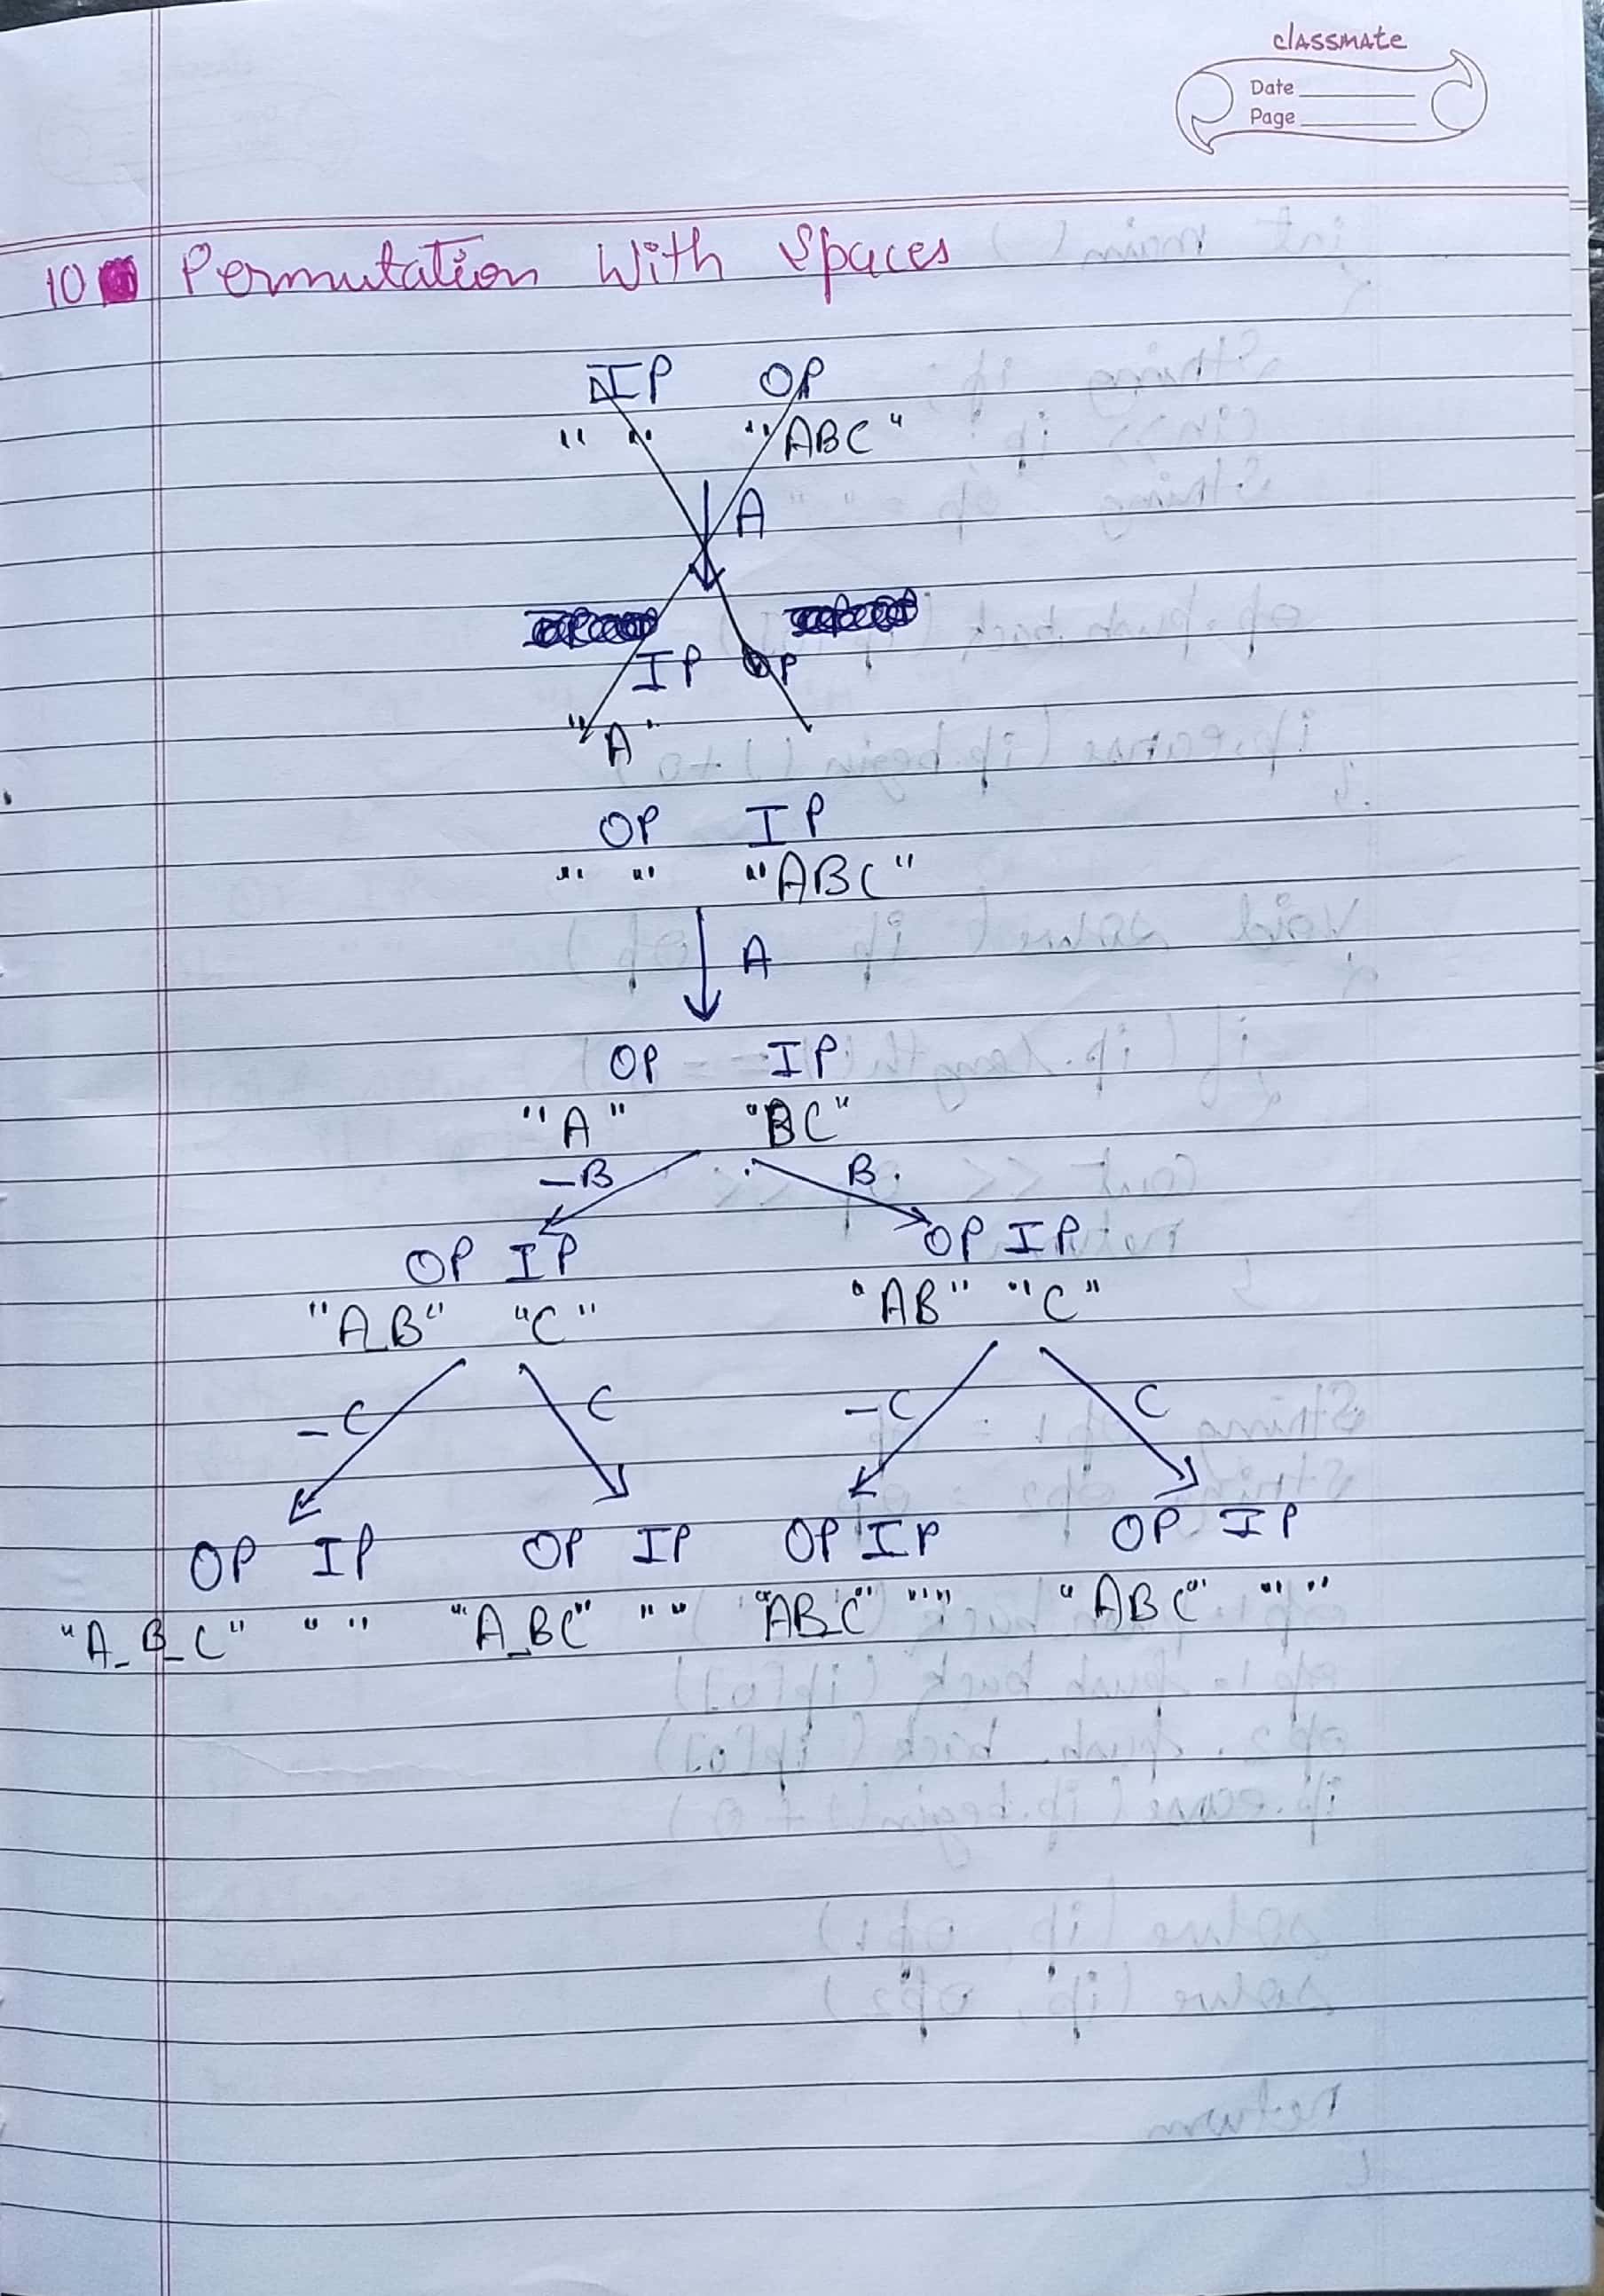 classmate
Date
Page
10 Permutation With Spaces
IP OP
" " "ABC"
A
IP OP
"A"
OP IP
" " "ABC"
A
OP IP
"A" "BC"
_B B.
OP IP OP IP
"A_B" "C" "AB" "C"
_C C _C C
OP IP OP IP OP IP OP IP
"A_B_C" " " "A_BC" " " "AB_C" " " "ABC" " "